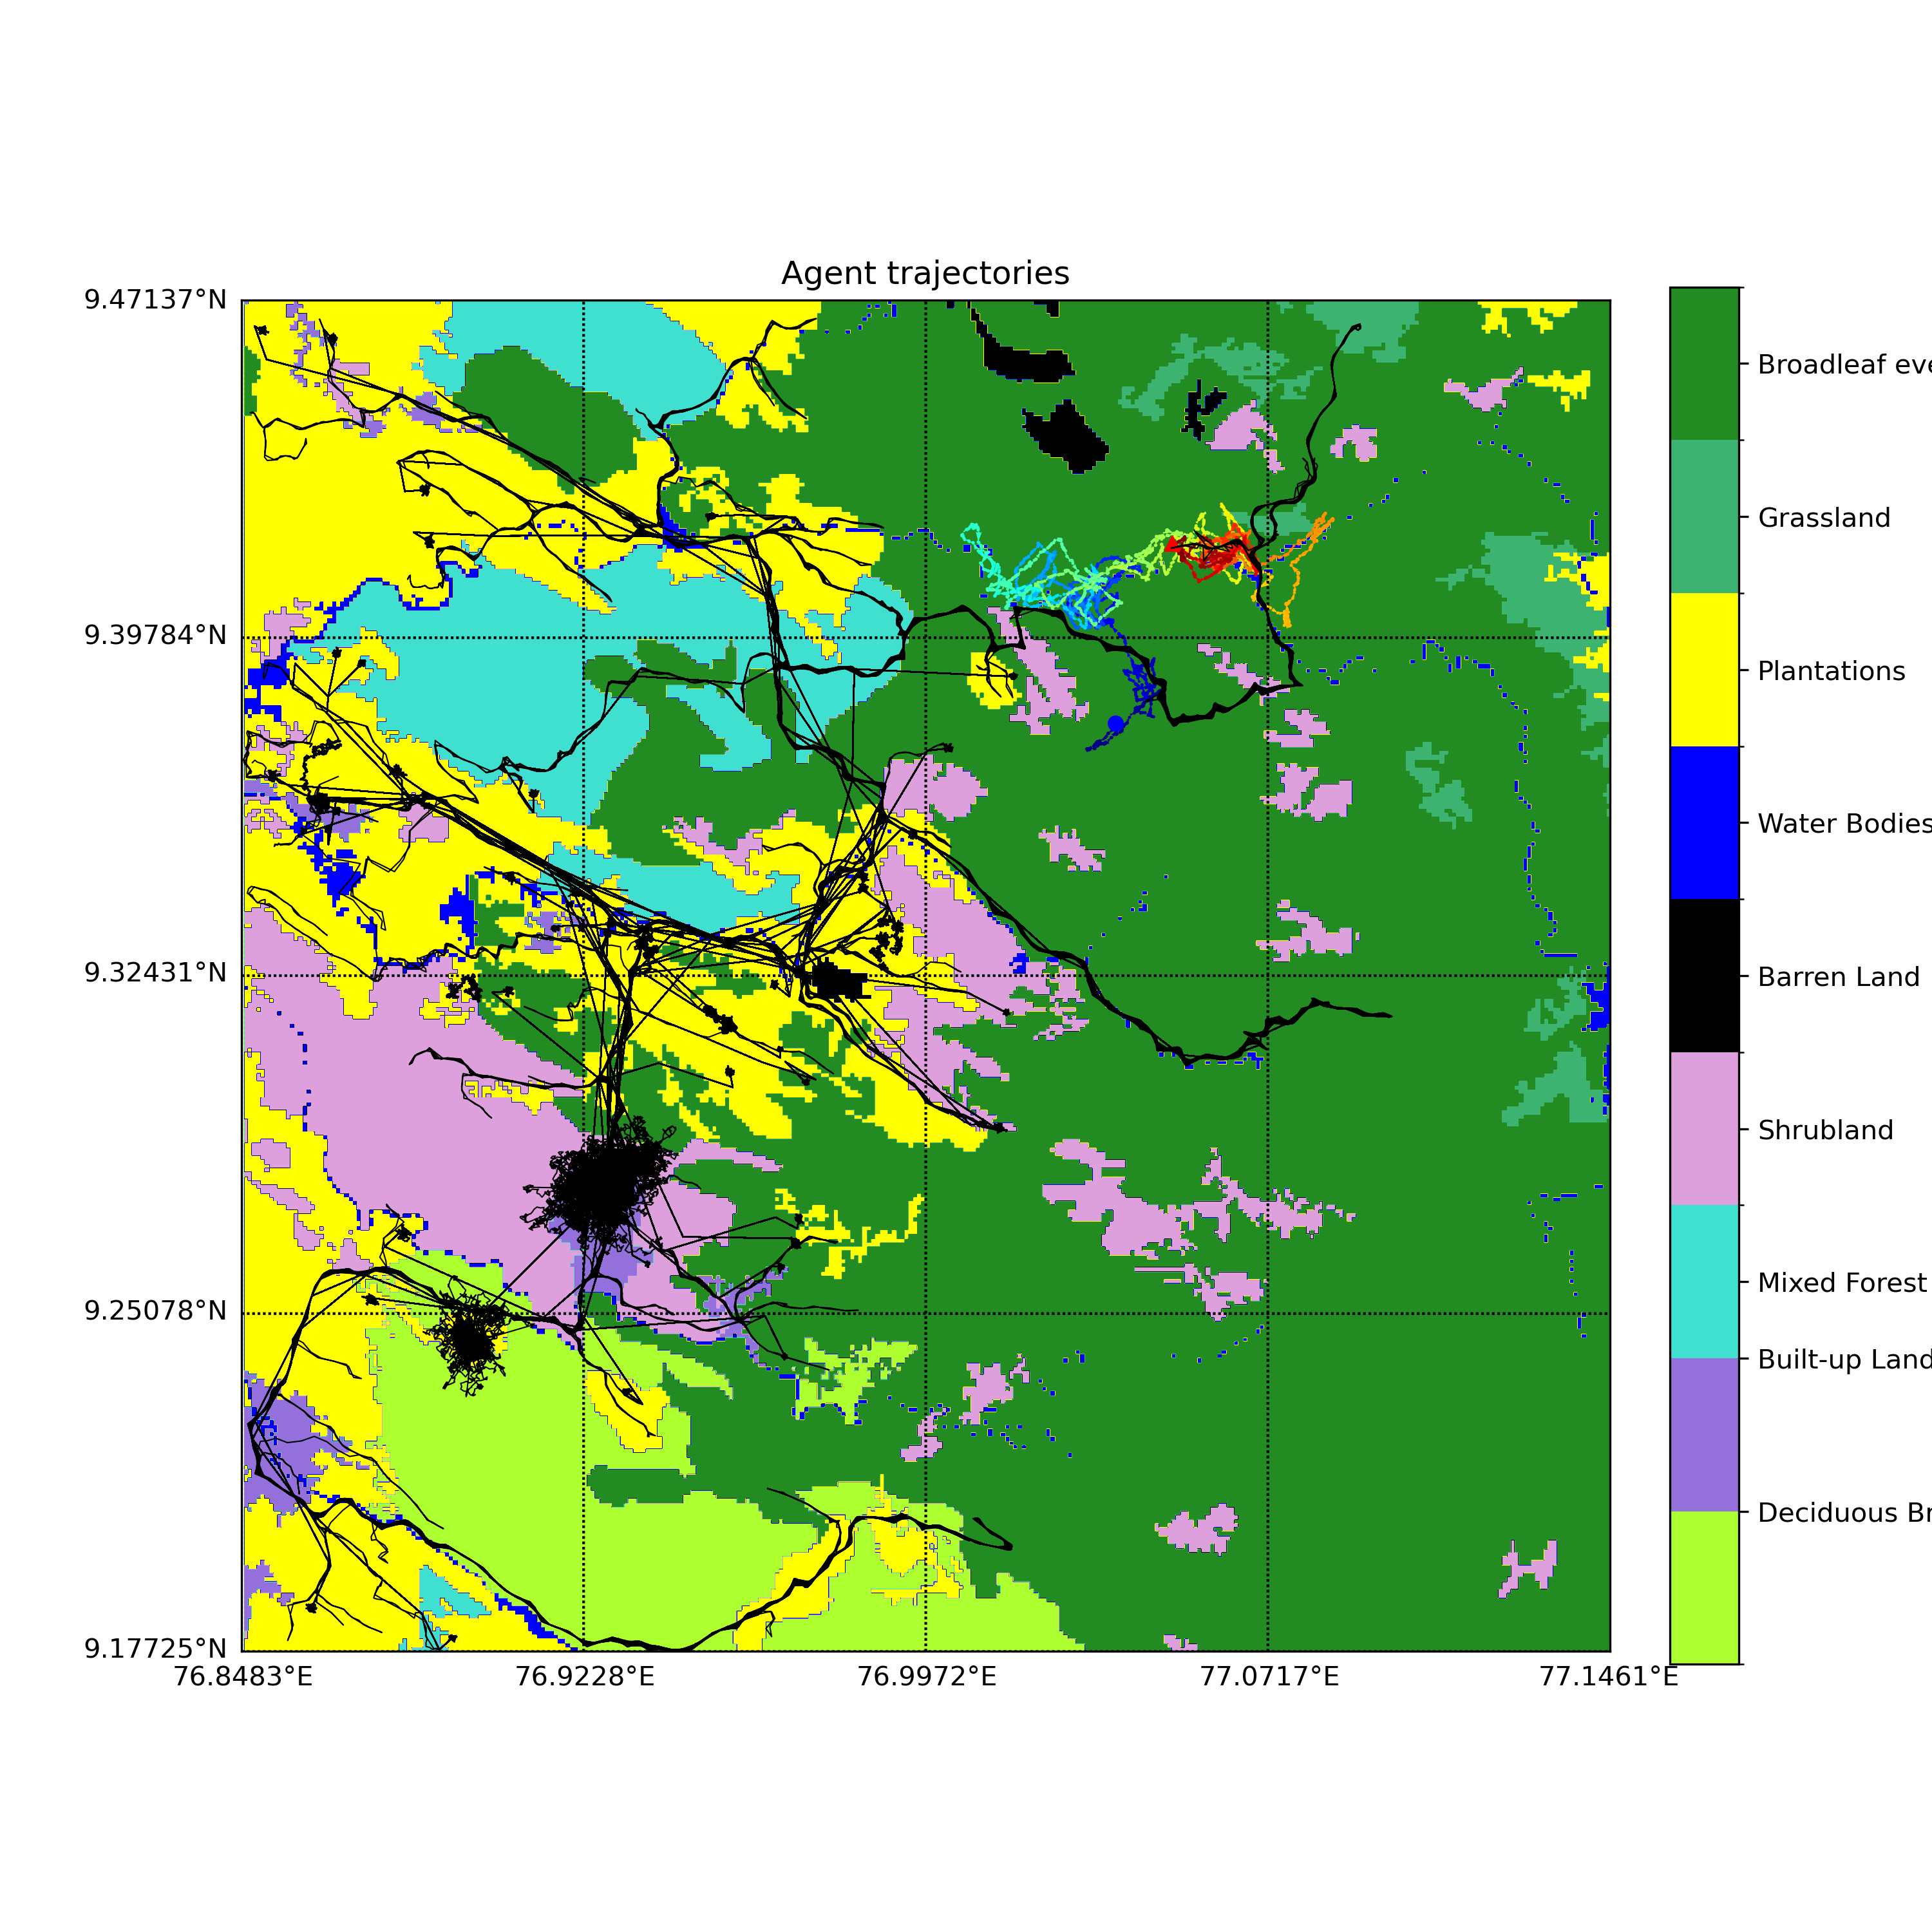 Agent trajectories
9.47137°N
9.39784°N
9.32431°N
9.25078°N
9.17725°N
76.8483°E
76.9228°E
76.9972°E
77.0717°E
77.1461°E
Broadleaf eve
Grassland
Plantations
Water Bodies
Barren Land
Shrubland
Mixed Forest
Built-up Land
Deciduous Br